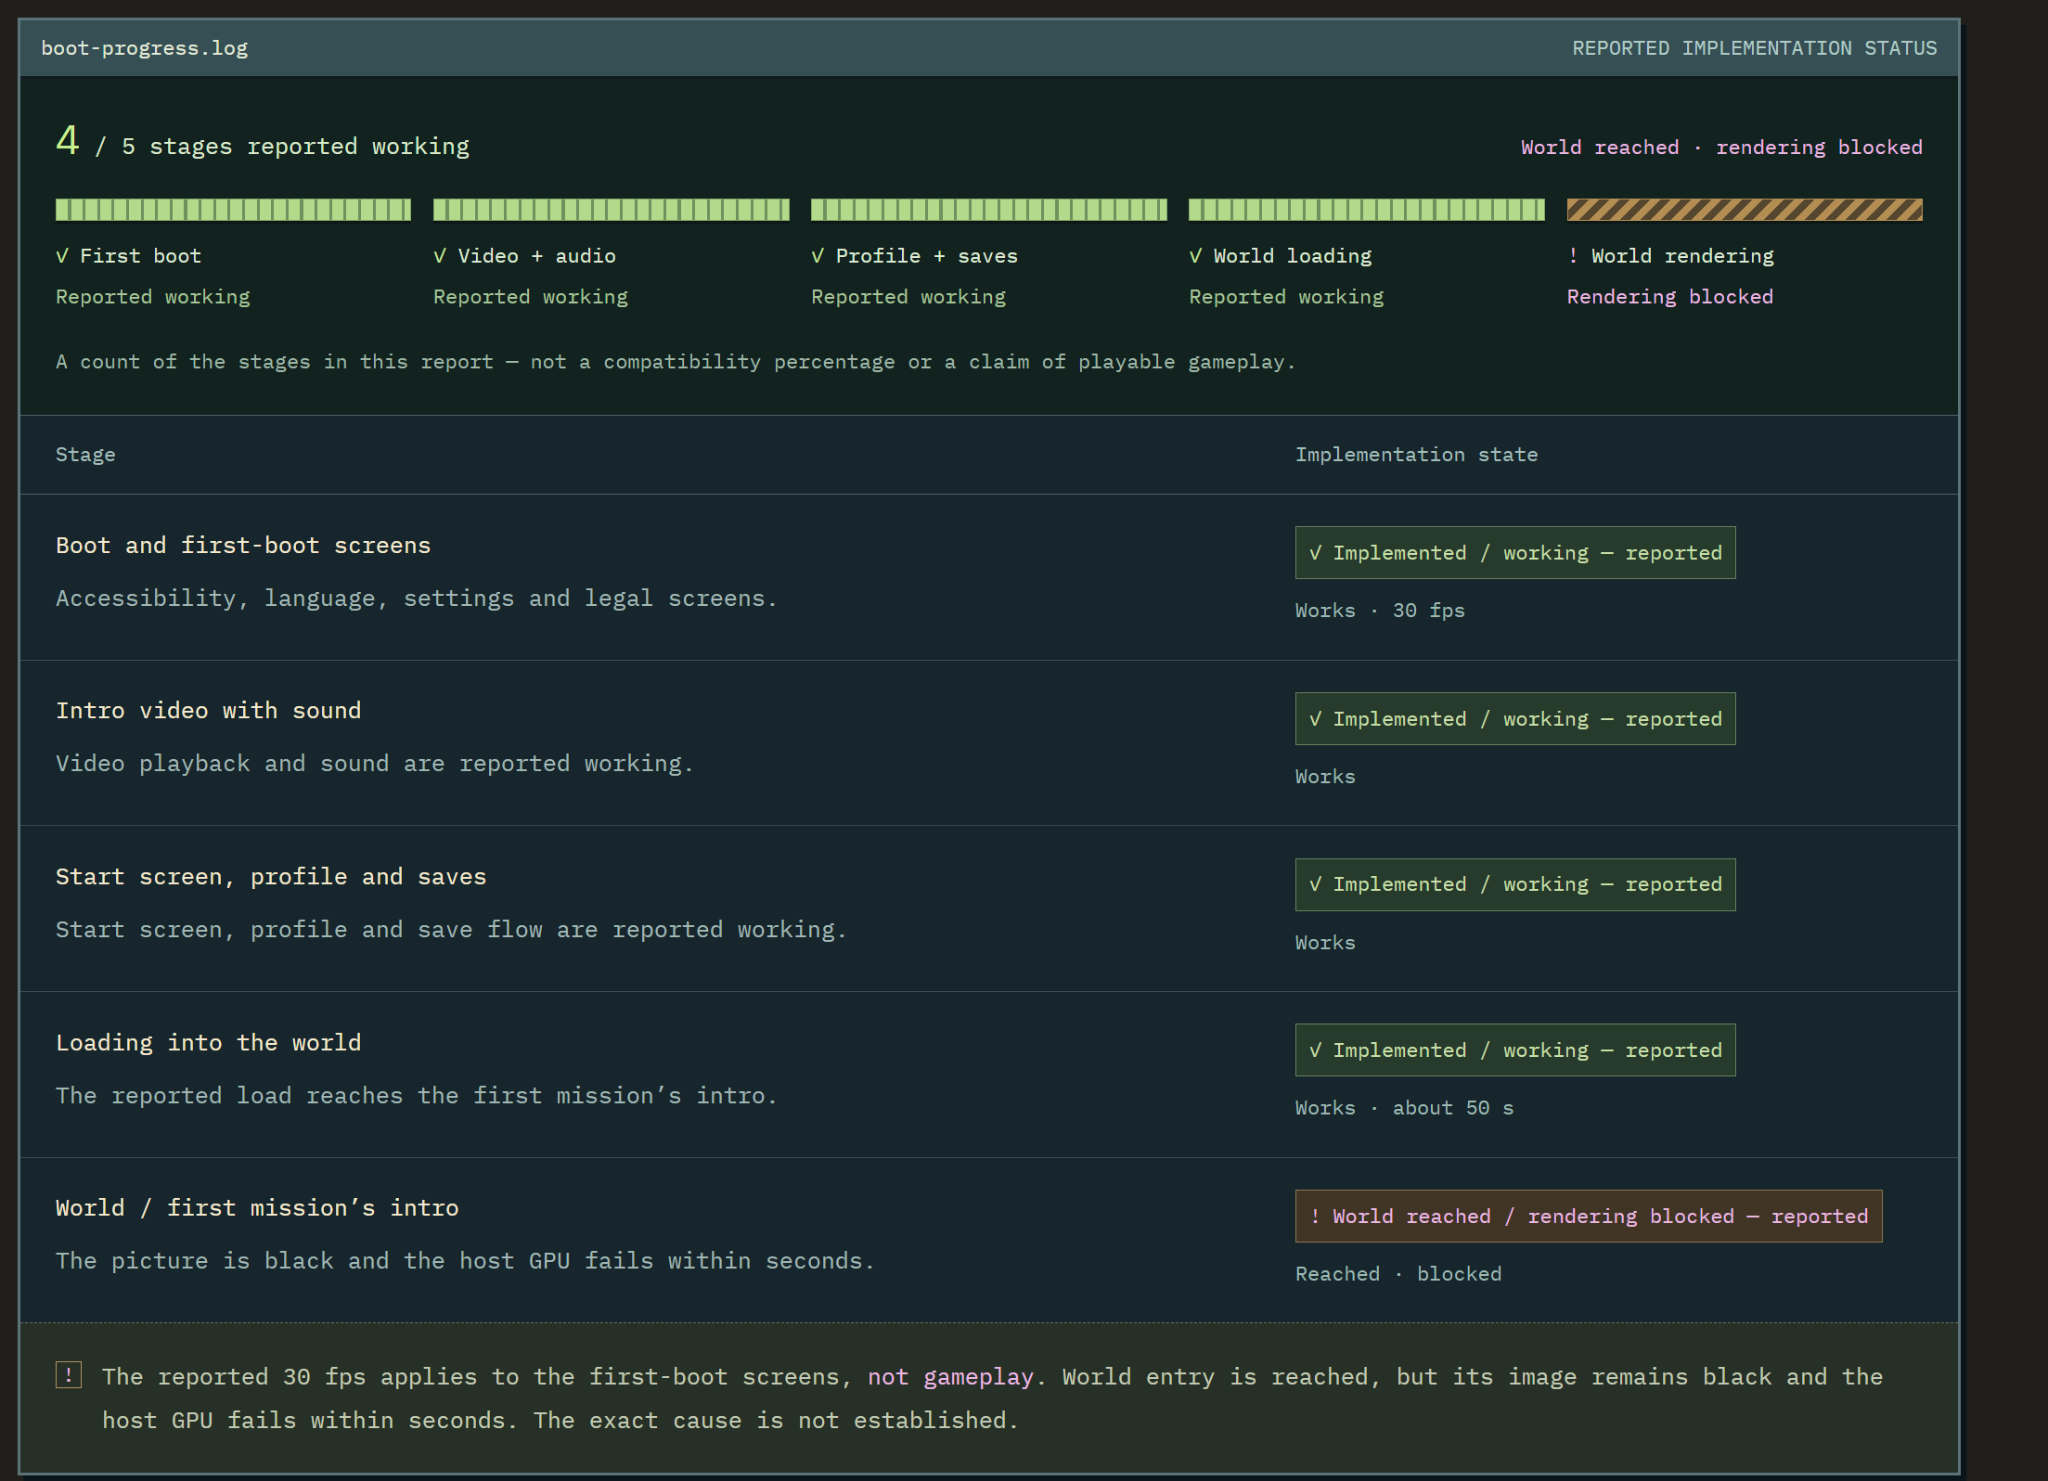 boot-progress.log
REPORTED IMPLEMENTATION STATUS
4 / 5 stages reported working
World reached · rendering blocked
✓ First boot
Reported working
✓ Video + audio
Reported working
✓ Profile + saves
Reported working
✓ World loading
Reported working
! World rendering
Rendering blocked
A count of the stages in this report — not a compatibility percentage or a claim of playable gameplay.
Stage
Implementation state
Boot and first-boot screens
Accessibility, language, settings and legal screens.
✓ Implemented / working — reported
Works · 30 fps
Intro video with sound
Video playback and sound are reported working.
✓ Implemented / working — reported
Works
Start screen, profile and saves
Start screen, profile and save flow are reported working.
✓ Implemented / working — reported
Works
Loading into the world
The reported load reaches the first mission’s intro.
✓ Implemented / working — reported
Works · about 50 s
World / first mission’s intro
The picture is black and the host GPU fails within seconds.
! World reached / rendering blocked — reported
Reached · blocked
! The reported 30 fps applies to the first-boot screens, not gameplay. World entry is reached, but its image remains black and the
host GPU fails within seconds. The exact cause is not established.